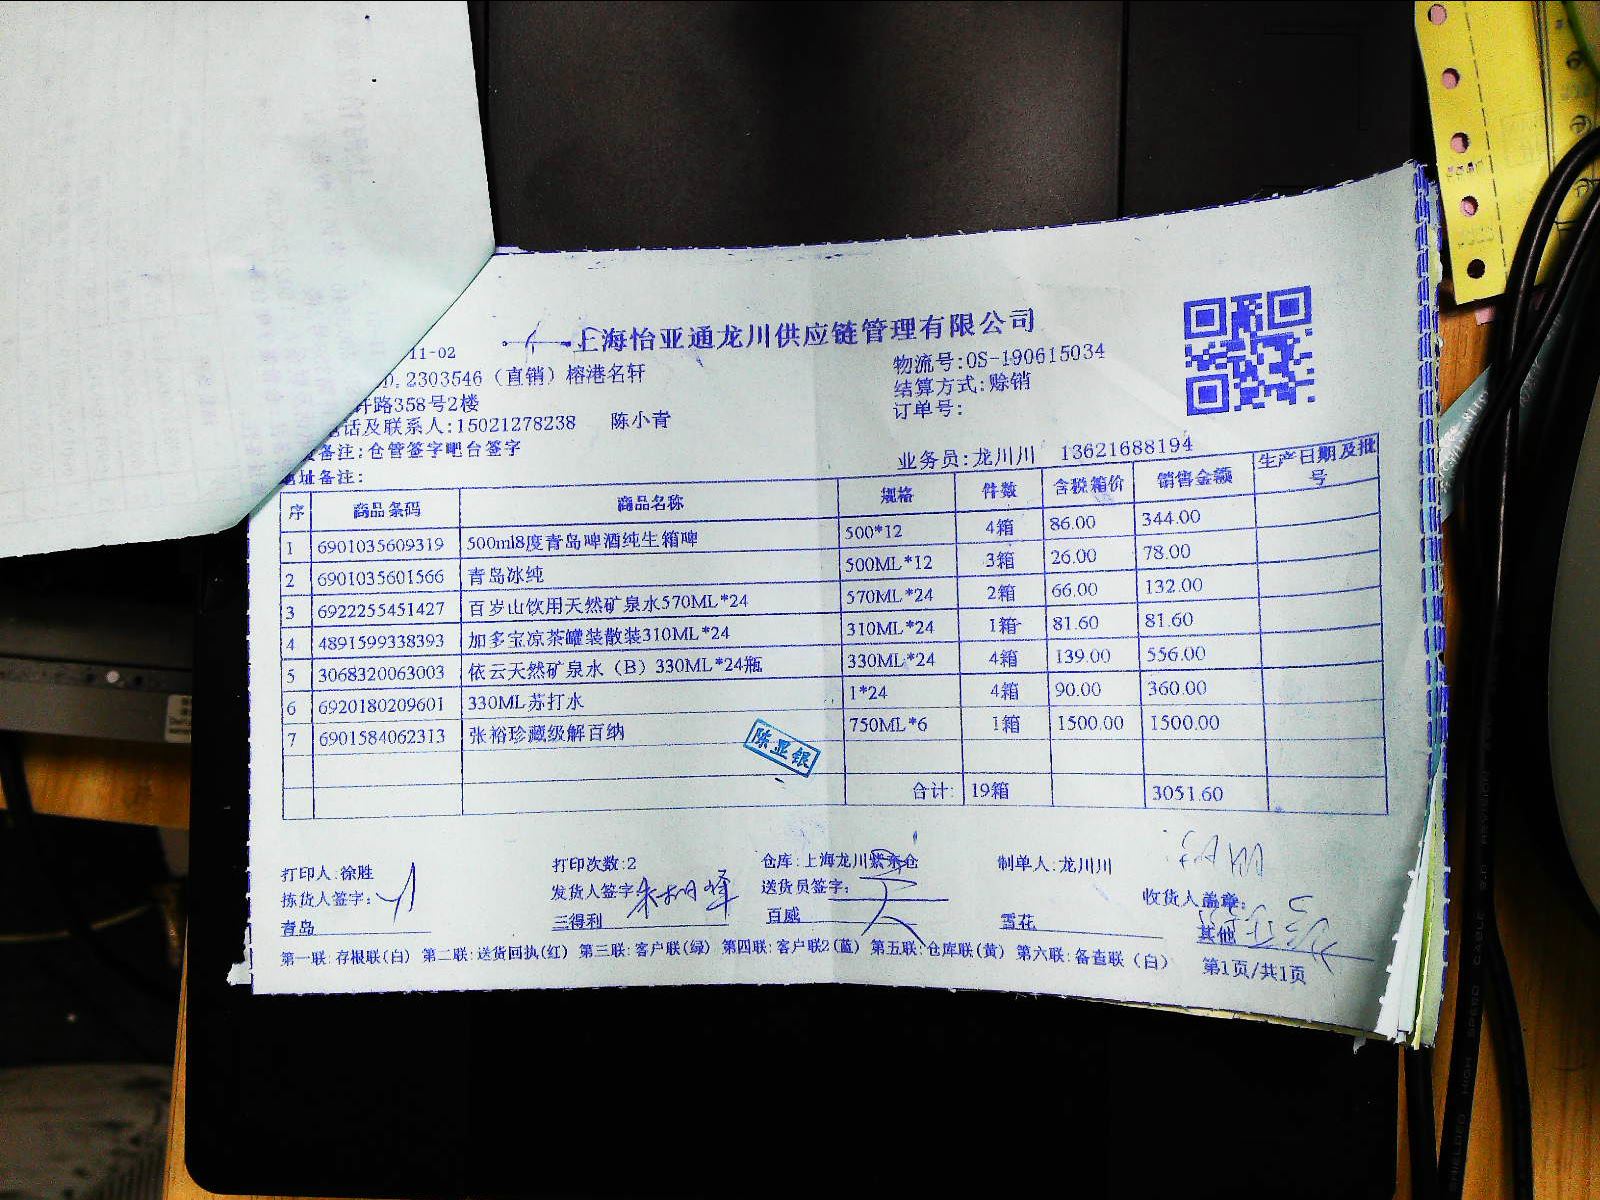 上海怡亚通龙川供应链管理有限公司
11-02
物流号:OS-190615034
2303546（直销）榕港名轩
结算方式:赊销
轩路358号2楼
订单号:
电话及联系人:15021278238 陈小青
备注:仓管签字吧台签字
业务员:龙川川 13621688194
地址备注:
序 商品条码 商品名称 规格 件数 含税箱价 销售金额 生产日期及批号
1 6901035609319 500ml8度青岛啤酒纯生箱啤 500*12 4箱 86.00 344.00
2 6901035601566 青岛冰纯 500ML*12 3箱 26.00 78.00
3 6922255451427 百岁山饮用天然矿泉水570ML*24 570ML*24 2箱 66.00 132.00
4 4891599338393 加多宝凉茶罐装散装310ML*24 310ML*24 1箱 81.60 81.60
5 3068320063003 依云天然矿泉水（B）330ML*24瓶 330ML*24 4箱 139.00 556.00
6 6920180209601 330ML苏打水 1*24 4箱 90.00 360.00
7 6901584062313 张裕珍藏级解百纳 750ML*6 1箱 1500.00 1500.00
陈显银
合计: 19箱 3051.60
打印人:徐胜 打印次数:2 仓库:上海龙川紫东仓 制单人:龙川川
拣货人签字: 发货人签字: 送货员签字: 收货人盖章:
青岛 三得利 百威 雪花 其他
第一联:存根联(白) 第二联:送货回执(红) 第三联:客户联(绿) 第四联:客户联2(蓝) 第五联:仓库联(黄) 第六联:备查联（白）
第1页/共1页